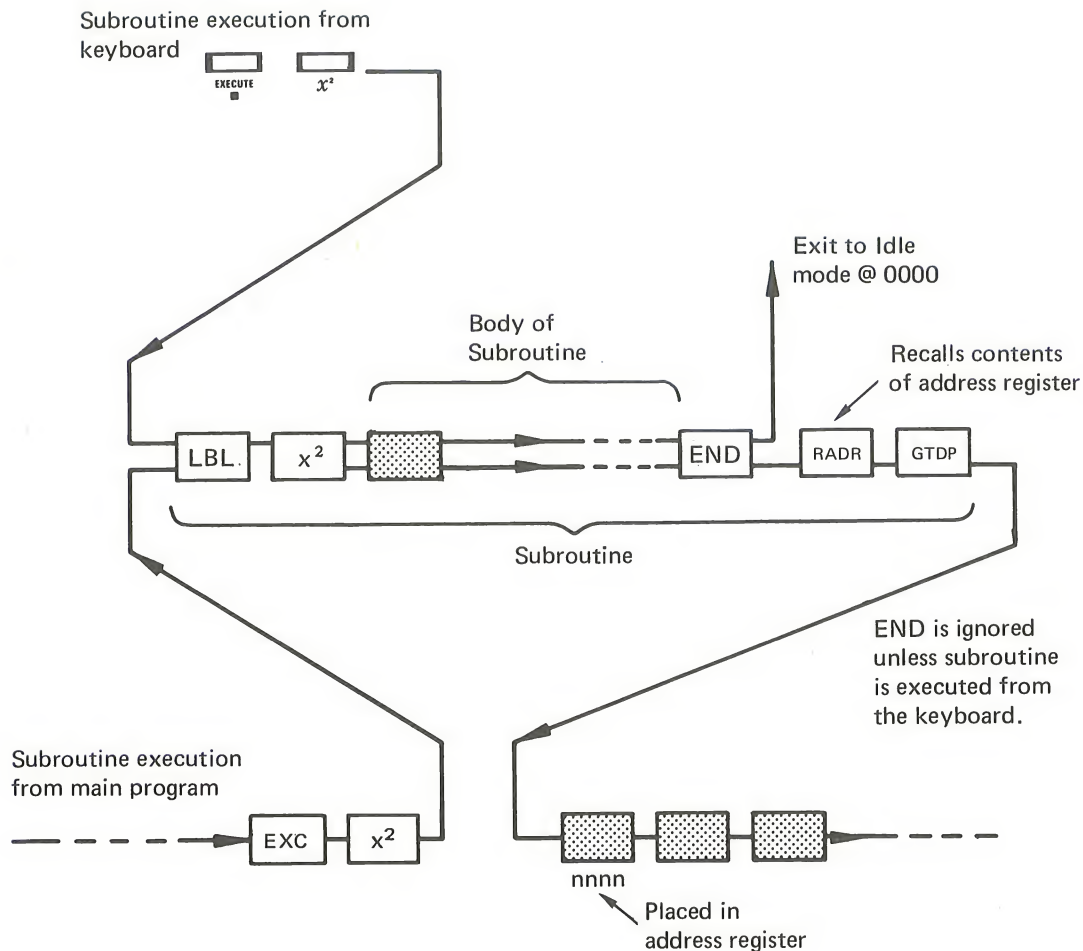 Subroutine execution from
keyboard
EXECUTE
x²
Exit to Idle
mode @ 0000
Body of
Subroutine
Recalls contents
of address register
LBL.
x²
END
RADR
GTDP
Subroutine
END is ignored
unless subroutine
is executed from
the keyboard.
Subroutine execution
from main program
EXC
x²
nnnn
Placed in
address register